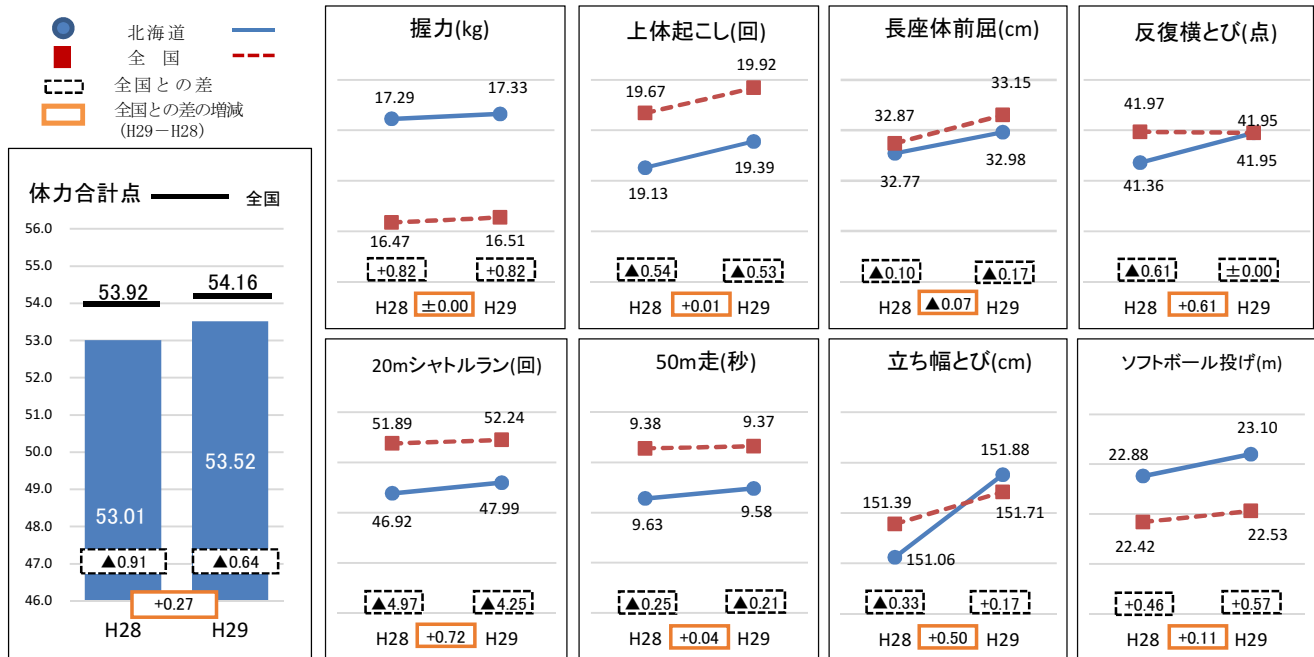 北海道
全 国
全国との差
全国との差の増減
(H29－H28)
体力合計点
全国
56.0
55.0
54.0
53.0
52.0
51.0
50.0
49.0
48.0
47.0
46.0
53.92
54.16
53.01
53.52
▲0.91
▲0.64
+0.27
H28
H29
握力(kg)
17.29
17.33
16.47
16.51
+0.82
+0.82
H28
±0.00
H29
上体起こし(回)
19.67
19.92
19.13
19.39
▲0.54
▲0.53
H28
+0.01
H29
長座体前屈(cm)
32.87
33.15
32.77
32.98
▲0.10
▲0.17
H28
▲0.07
H29
反復横とび(点)
41.97
41.95
41.36
41.95
▲0.61
±0.00
H28
+0.61
H29
20mシャトルラン(回)
51.89
52.24
46.92
47.99
▲4.97
▲4.25
H28
+0.72
H29
50m走(秒)
9.38
9.37
9.63
9.58
▲0.25
▲0.21
H28
+0.04
H29
立ち幅とび(cm)
151.88
151.39
151.71
151.06
▲0.33
+0.17
H28
+0.50
H29
ソフトボール投げ(m)
22.88
23.10
22.42
22.53
+0.46
+0.57
H28
+0.11
H29